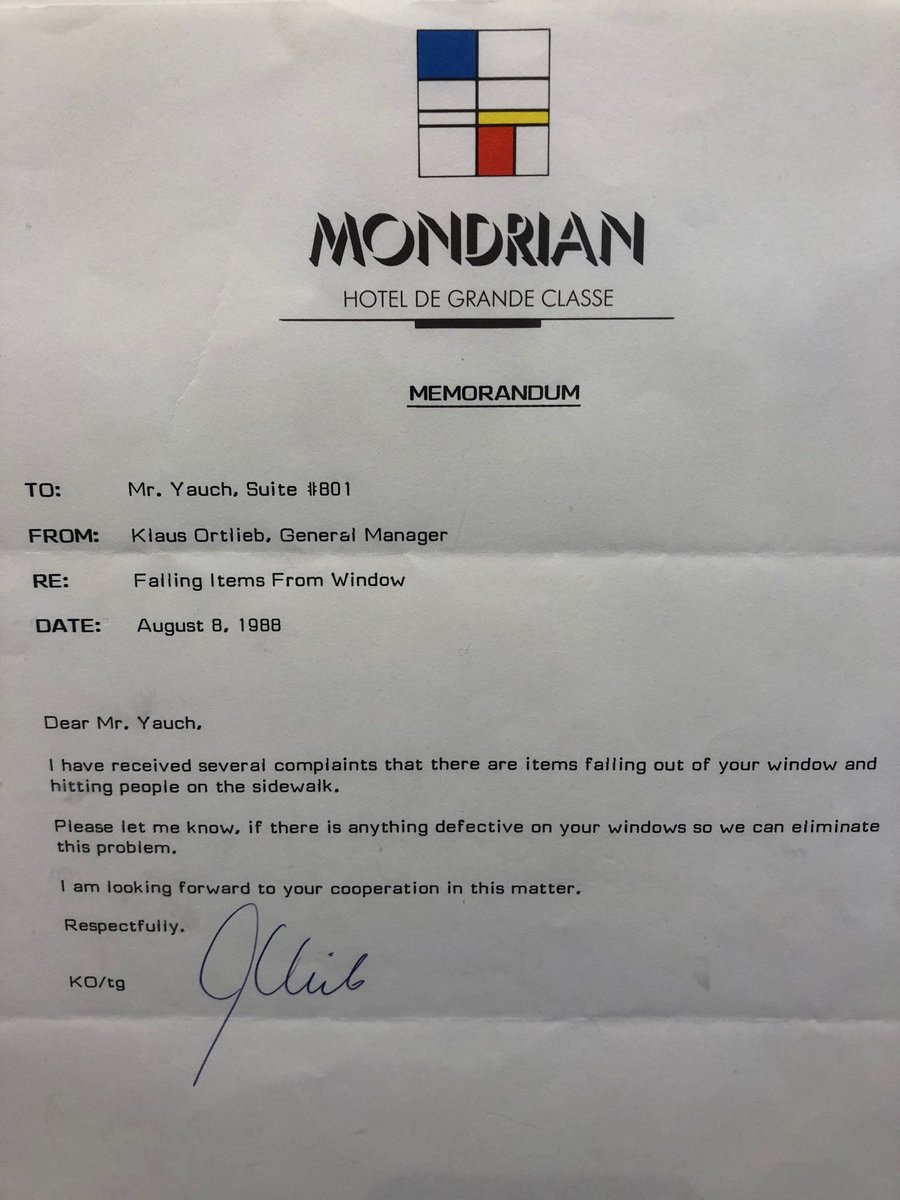 MONDRIAN
HOTEL DE GRANDE CLASSE
MEMORANDUM
TO: Mr. Yauch, Suite #801
FROM: Klaus Ortlieb, General Manager
RE: Falling Items From Window
DATE: August 8, 1988
Dear Mr. Yauch,
I have received several complaints that there are items falling out of your window and
hitting people on the sidewalk.
Please let me know, if there is anything defective on your windows so we can eliminate
this problem.
I am looking forward to your cooperation in this matter.
Respectfully,
KO/tg